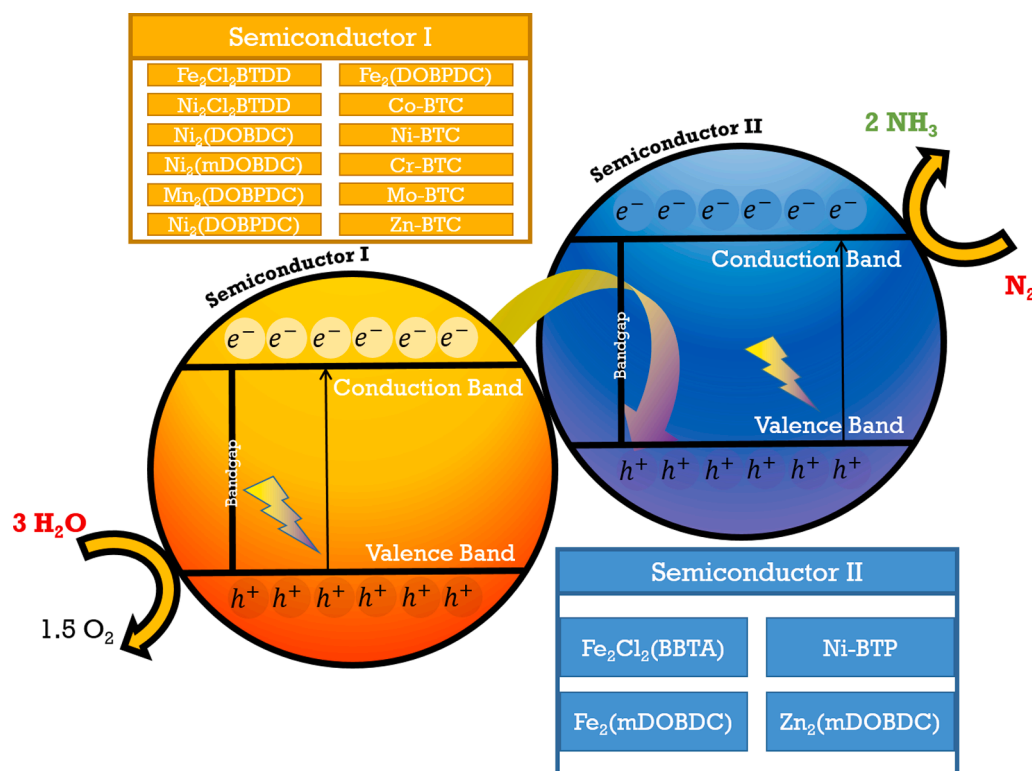 Semiconductor I
Fe₂Cl₂BTDD Fe₂(DOBPDC)
Ni₂Cl₂BTDD Co-BTC
Ni₂(DOBDC) Ni-BTC
Ni₂(mDOBDC) Cr-BTC
Mn₂(DOBPDC) Mo-BTC
Ni₂(DOBPDC) Zn-BTC
Semiconductor II
2 NH₃
e⁻ e⁻ e⁻ e⁻ e⁻ e⁻
Conduction Band
N₂
Bandgap
Valence Band
h⁺ h⁺ h⁺ h⁺ h⁺ h⁺
Semiconductor I
e⁻ e⁻ e⁻ e⁻ e⁻ e⁻
Conduction Band
Bandgap
3 H₂O
Valence Band
h⁺ h⁺ h⁺ h⁺ h⁺ h⁺
1.5 O₂
Semiconductor II
Fe₂Cl₂(BBTA) Ni-BTP
Fe₂(mDOBDC) Zn₂(mDOBDC)